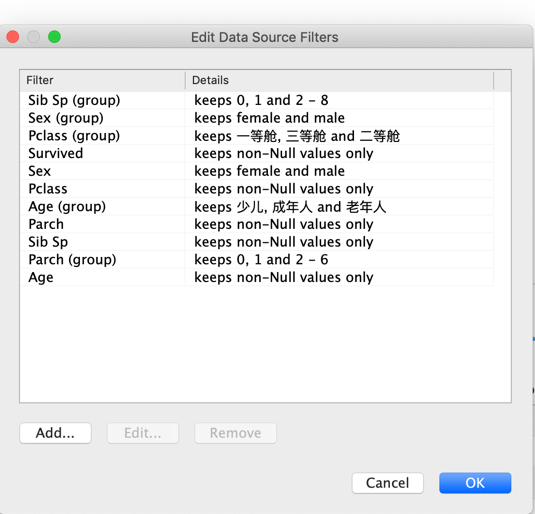 Edit Data Source Filters
Filter Details
Sib Sp (group) keeps 0, 1 and 2 – 8
Sex (group) keeps female and male
Pclass (group) keeps 一等舱, 三等舱 and 二等舱
Survived keeps non-Null values only
Sex keeps female and male
Pclass keeps non-Null values only
Age (group) keeps 少儿, 成年人 and 老年人
Parch keeps non-Null values only
Sib Sp keeps non-Null values only
Parch (group) keeps 0, 1 and 2 – 6
Age keeps non-Null values only
Add... Edit... Remove
Cancel OK